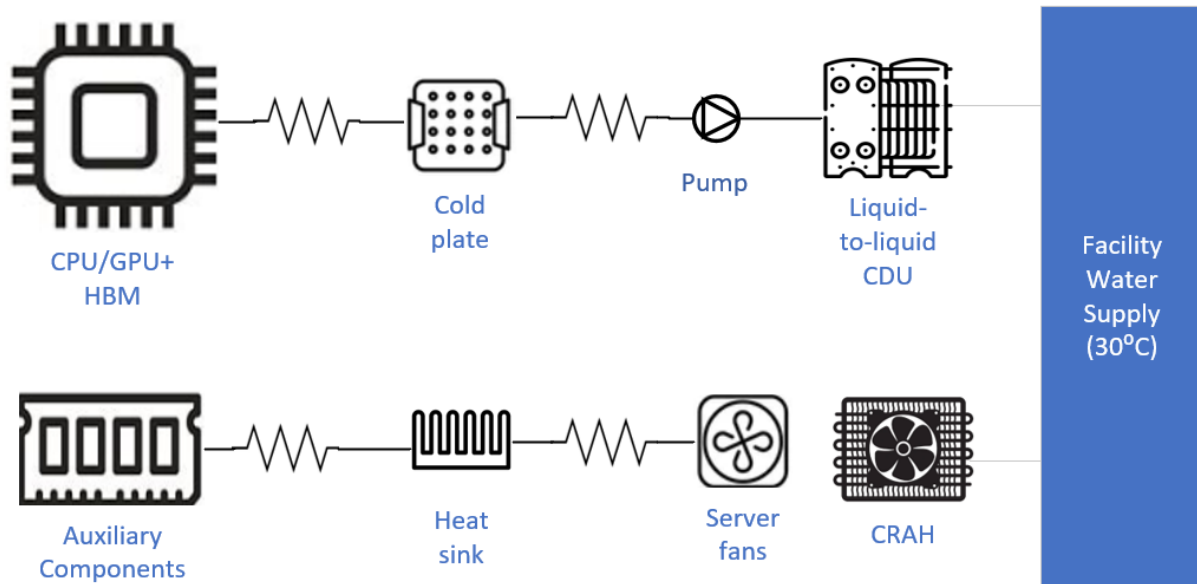 CPU/GPU+
HBM
Cold
plate
Pump
Liquid-
to-liquid
CDU
Facility
Water
Supply
(30⁰C)
Auxiliary
Components
Heat
sink
Server
fans
CRAH